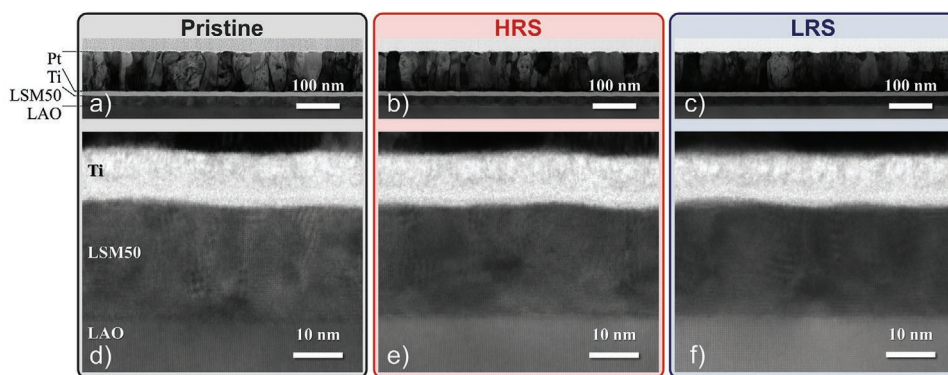 Pristine
HRS
LRS
Pt
Ti
LSM50
LAO
a)
100 nm
b)
100 nm
c)
100 nm
Ti
LSM50
LAO
d)
10 nm
e)
10 nm
f)
10 nm